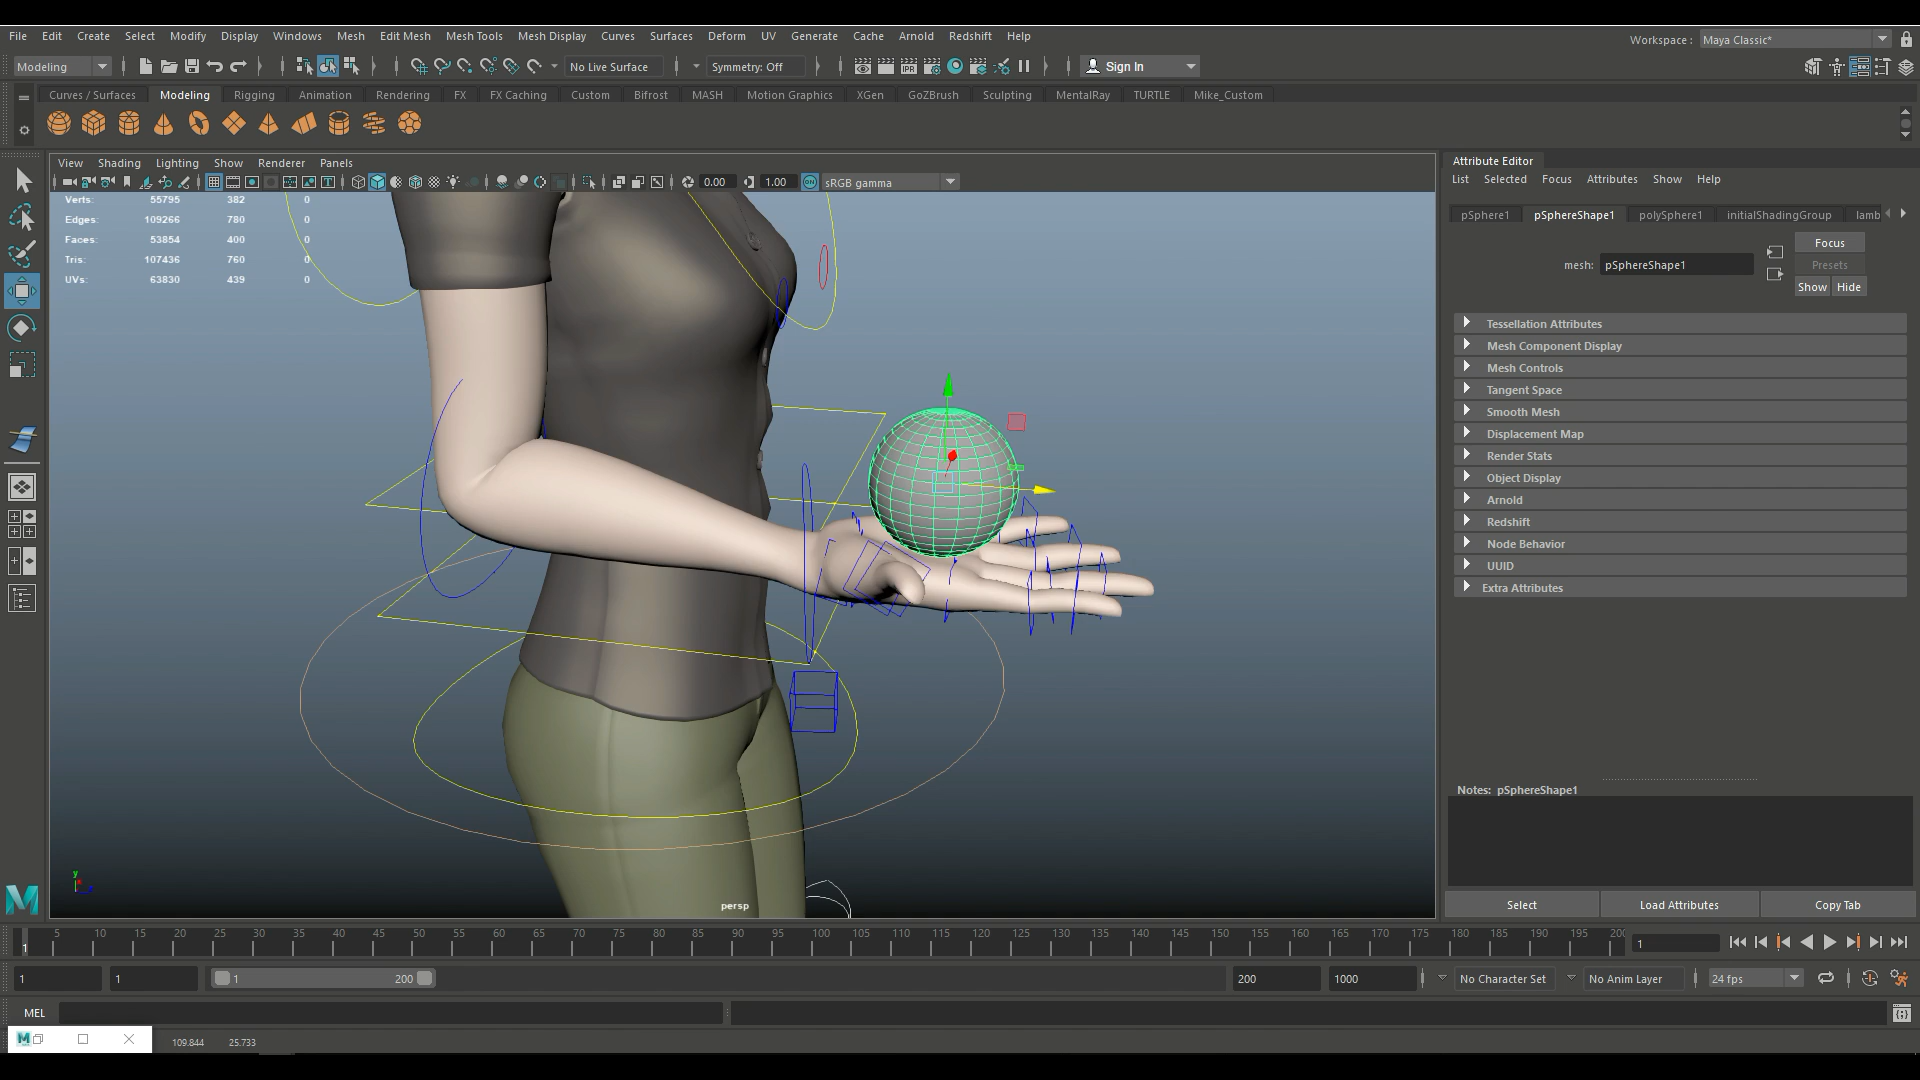 File Edit Create Select Modify Display Windows Mesh Edit Mesh Mesh Tools Mesh Display Curves Surfaces Deform UV Generate Cache Arnold Redshift Help
Workspace : Maya Classic*
Modeling No Live Surface Symmetry: Off IPR Sign In
Curves / Surfaces Modeling Rigging Animation Rendering FX FX Caching Custom Bifrost MASH Motion Graphics XGen GoZBrush Sculpting MentalRay TURTLE Mike_Custom
View Shading Lighting Show Renderer Panels
0.00 1.00 ON sRGB gamma
Verts: 55795 382 0
Edges: 109266 780 0
Faces: 53854 400 0
Tris: 107436 760 0
UVs: 63830 439 0
y
persp
Attribute Editor
List Selected Focus Attributes Show Help
pSphere1 pSphereShape1 polySphere1 initialShadingGroup lamb
mesh: pSphereShape1
Focus
Presets
Show Hide
Tessellation Attributes
Mesh Component Display
Mesh Controls
Tangent Space
Smooth Mesh
Displacement Map
Render Stats
Object Display
Arnold
Redshift
Node Behavior
UUID
Extra Attributes
Notes: pSphereShape1
Select Load Attributes Copy Tab
1 5 10 15 20 25 30 35 40 45 50 55 60 65 70 75 80 85 90 95 100 105 110 115 120 125 130 135 140 145 150 155 160 165 170 175 180 185 190 195 200 1
1 1 1 200 200 1000 No Character Set No Anim Layer 24 fps
MEL
M
109.844 25.733